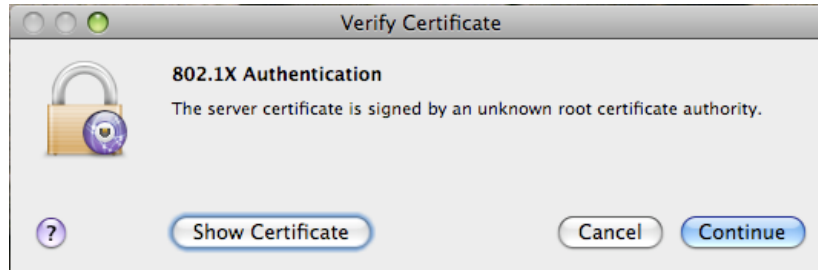 Verify Certificate
802.1X Authentication
The server certificate is signed by an unknown root certificate authority.
?
Show Certificate
Cancel
Continue